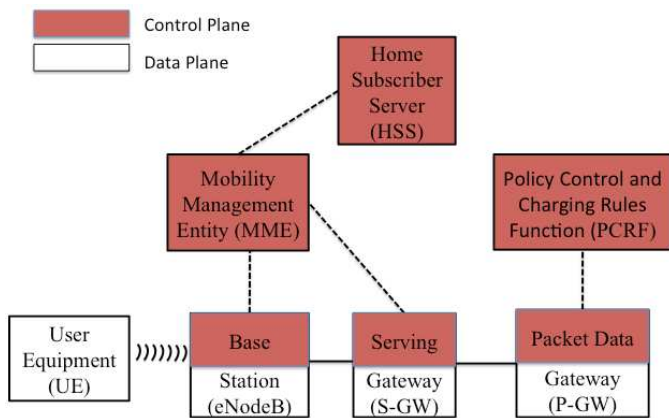 Control Plane
Data Plane
Home
Subscriber
Server
(HSS)
Mobility
Management
Entity (MME)
Policy Control and
Charging Rules
Function (PCRF)
User
Equipment
(UE)
Base
Station
(eNodeB)
Serving
Gateway
(S-GW)
Packet Data
Gateway
(P-GW)